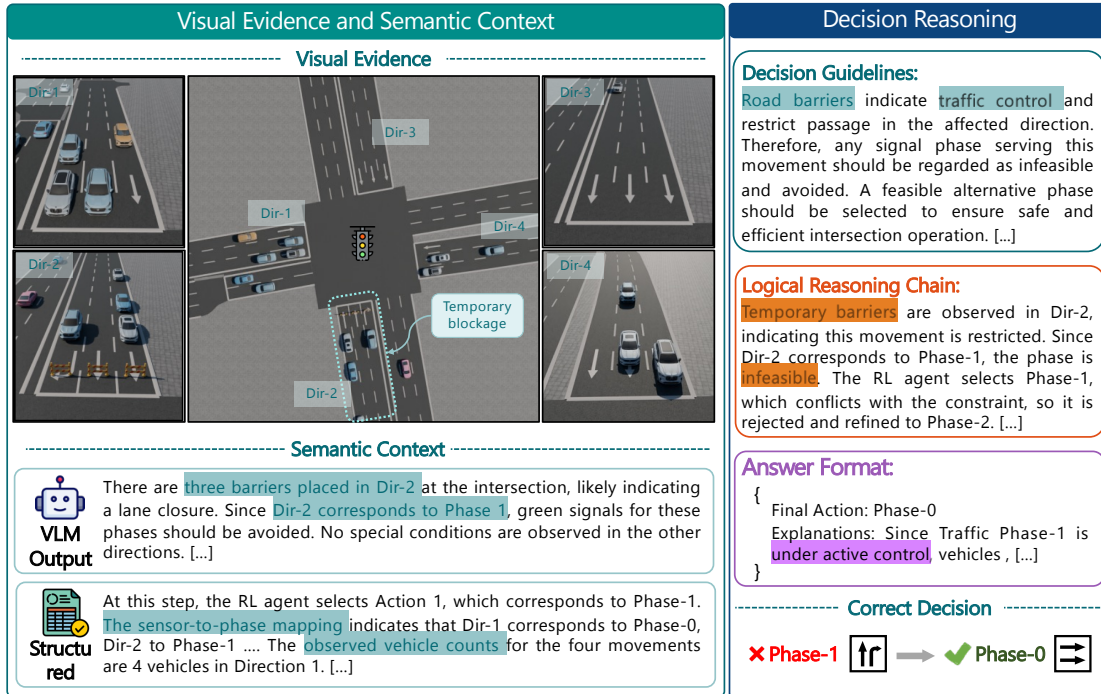 Visual Evidence and Semantic Context
Visual Evidence
Dir-1
Dir-2
Dir-3
Dir-1
Dir-4
Temporary
blockage
Dir-2
Dir-3
Dir-4
Semantic Context
VLM
Output
There are three barriers placed in Dir-2 at the intersection, likely indicating
a lane closure. Since Dir-2 corresponds to Phase 1, green signals for these
phases should be avoided. No special conditions are observed in the other
directions. [...]
Structu
red
At this step, the RL agent selects Action 1, which corresponds to Phase-1.
The sensor-to-phase mapping indicates that Dir-1 corresponds to Phase-0,
Dir-2 to Phase-1 .... The observed vehicle counts for the four movements
are 4 vehicles in Direction 1. [...]
Decision Reasoning
Decision Guidelines:
Road barriers indicate traffic control and
restrict passage in the affected direction.
Therefore, any signal phase serving this
movement should be regarded as infeasible
and avoided. A feasible alternative phase
should be selected to ensure safe and
efficient intersection operation. [...]
Logical Reasoning Chain:
Temporary barriers are observed in Dir-2,
indicating this movement is restricted. Since
Dir-2 corresponds to Phase-1, the phase is
infeasible. The RL agent selects Phase-1,
which conflicts with the constraint, so it is
rejected and refined to Phase-2. [...]
Answer Format:
{
Final Action: Phase-0
Explanations: Since Traffic Phase-1 is
under active control, vehicles , [...]
}
Correct Decision
Phase-1
Phase-0